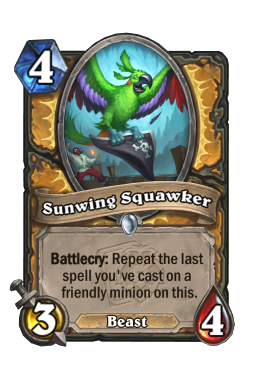 4
Sunwing Squawker
Battlecry: Repeat the last
spell you've cast on a
friendly minion on this.
3
Beast
4